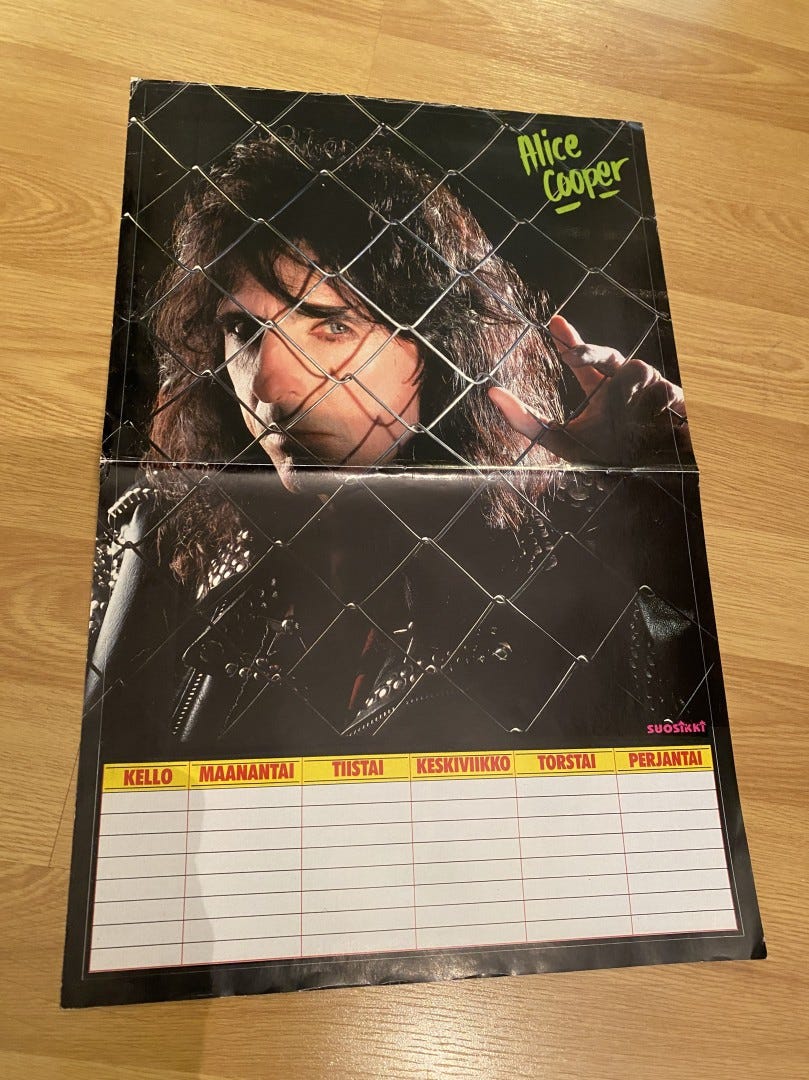 Alice
Cooper
SUOSIKKI
KELLO MAANANTAI TIISTAI KESKIVIIKKO TORSTAI PERJANTAI